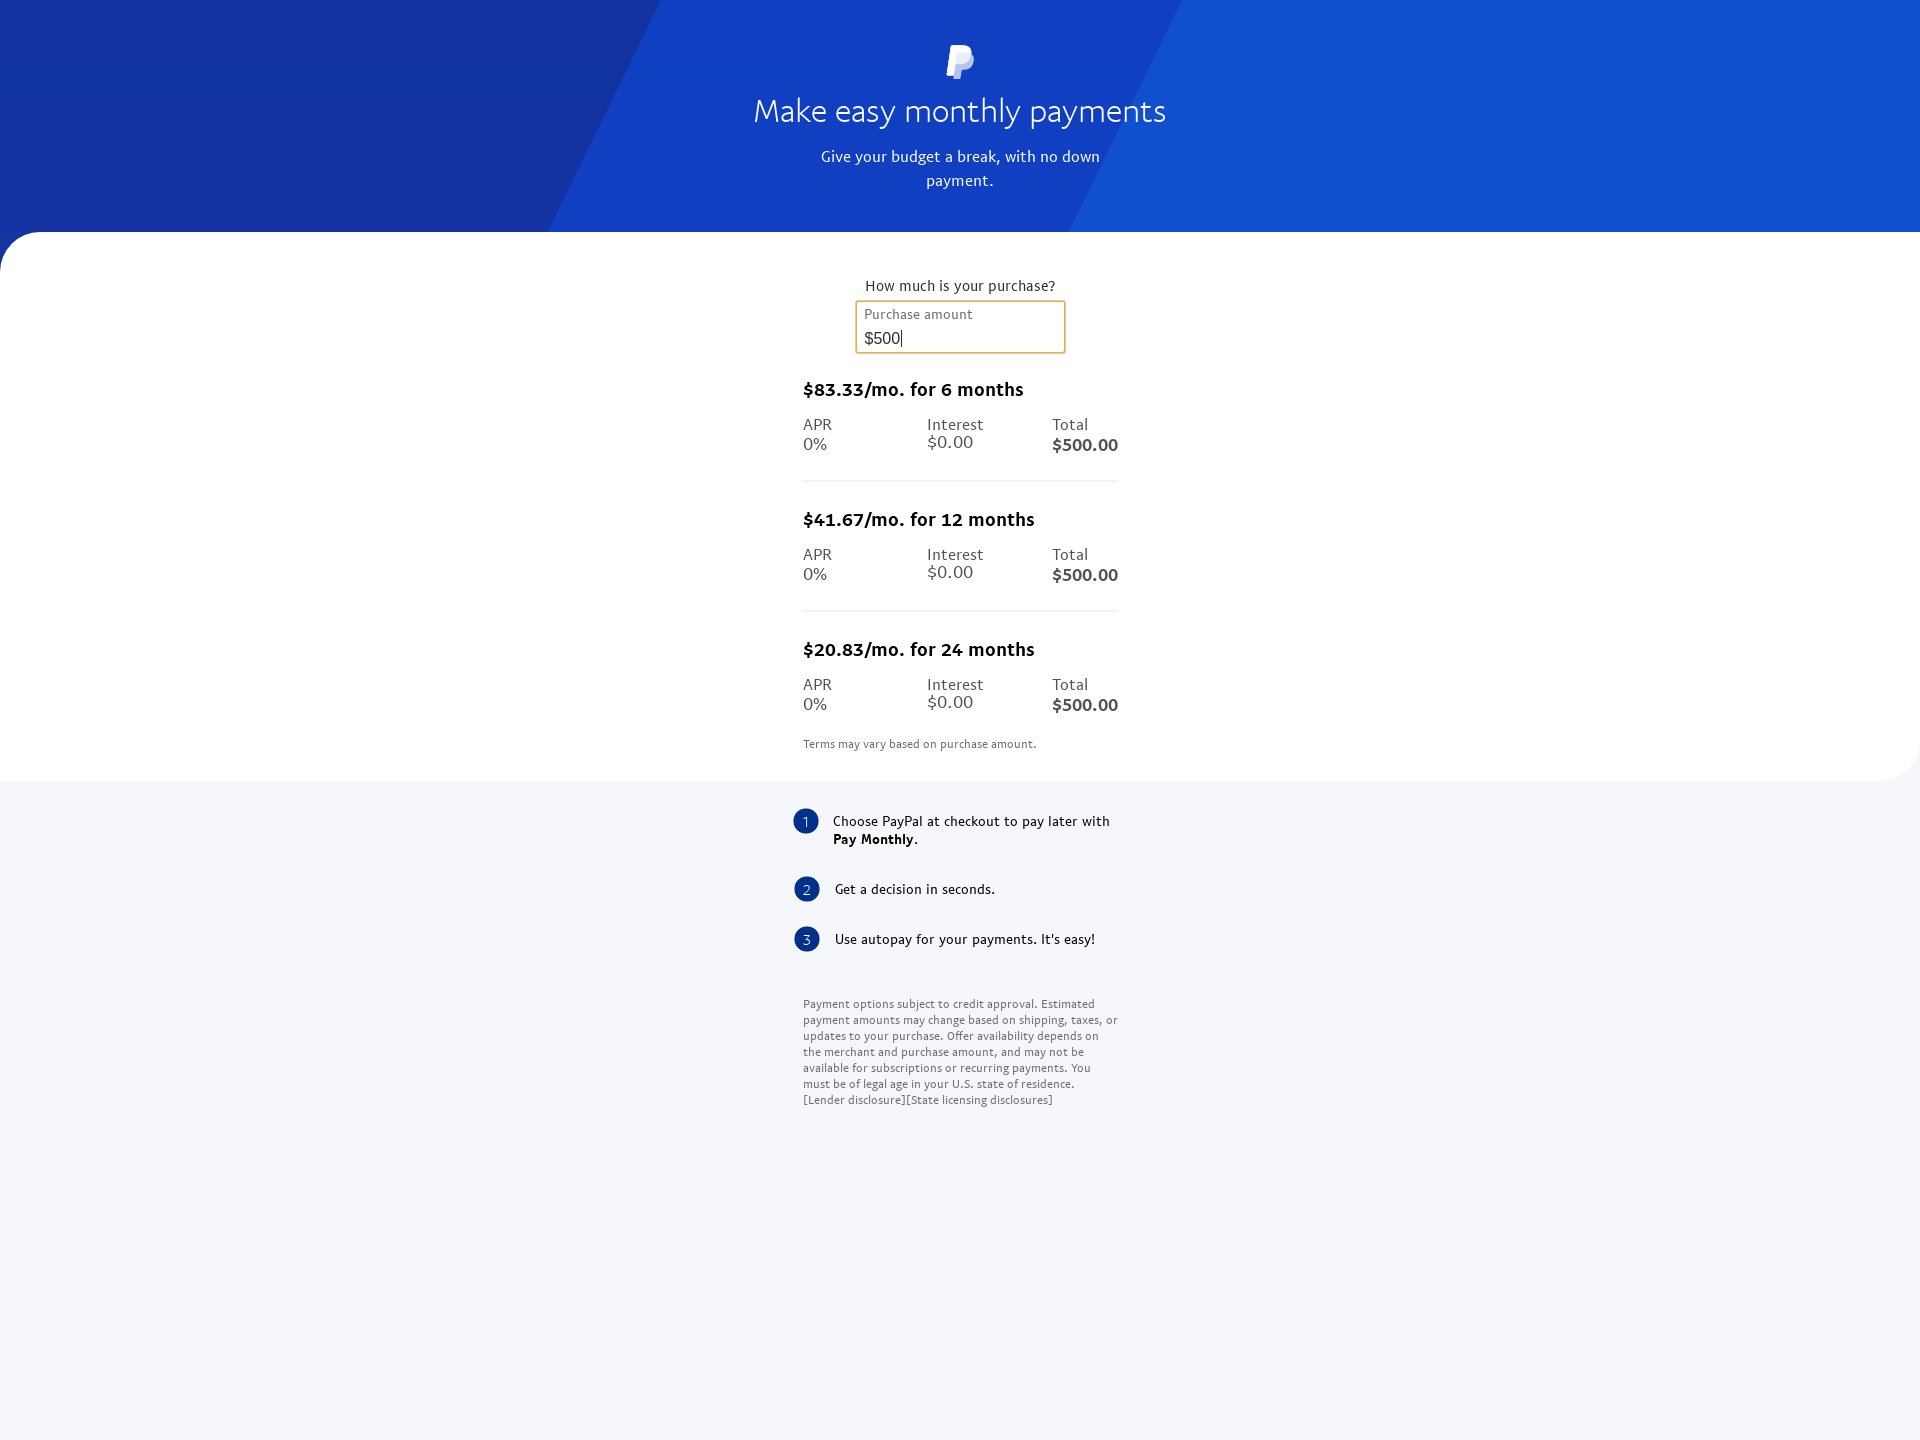 Make easy monthly payments
Give your budget a break, with no down
payment.
How much is your purchase?
Purchase amount
$500
$83.33/mo. for 6 months
APR Interest Total
0% $0.00 $500.00
$41.67/mo. for 12 months
APR Interest Total
0% $0.00 $500.00
$20.83/mo. for 24 months
APR Interest Total
0% $0.00 $500.00
Terms may vary based on purchase amount.
1 Choose PayPal at checkout to pay later with
Pay Monthly.
2 Get a decision in seconds.
3 Use autopay for your payments. It's easy!
Payment options subject to credit approval. Estimated
payment amounts may change based on shipping, taxes, or
updates to your purchase. Offer availability depends on
the merchant and purchase amount, and may not be
available for subscriptions or recurring payments. You
must be of legal age in your U.S. state of residence.
[Lender disclosure][State licensing disclosures]